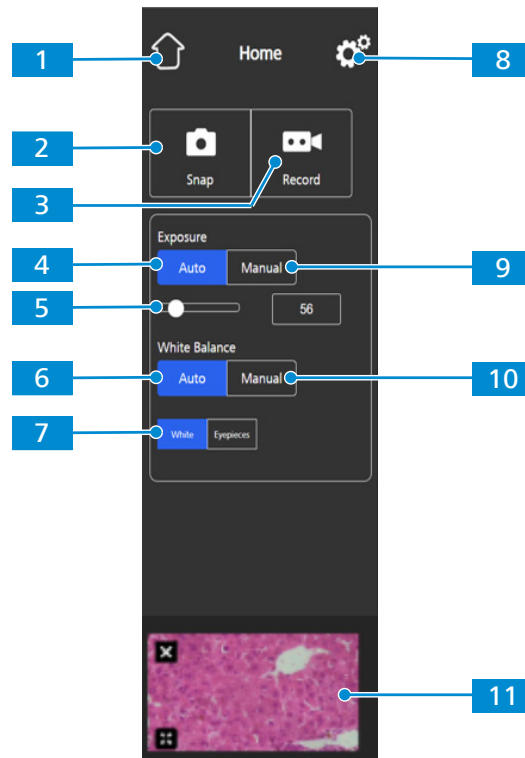 1 Home 8
2 Snap Record
3
Exposure
4 Auto Manual 9
5 56
White Balance
6 Auto Manual 10
7 White Eyepieces
11